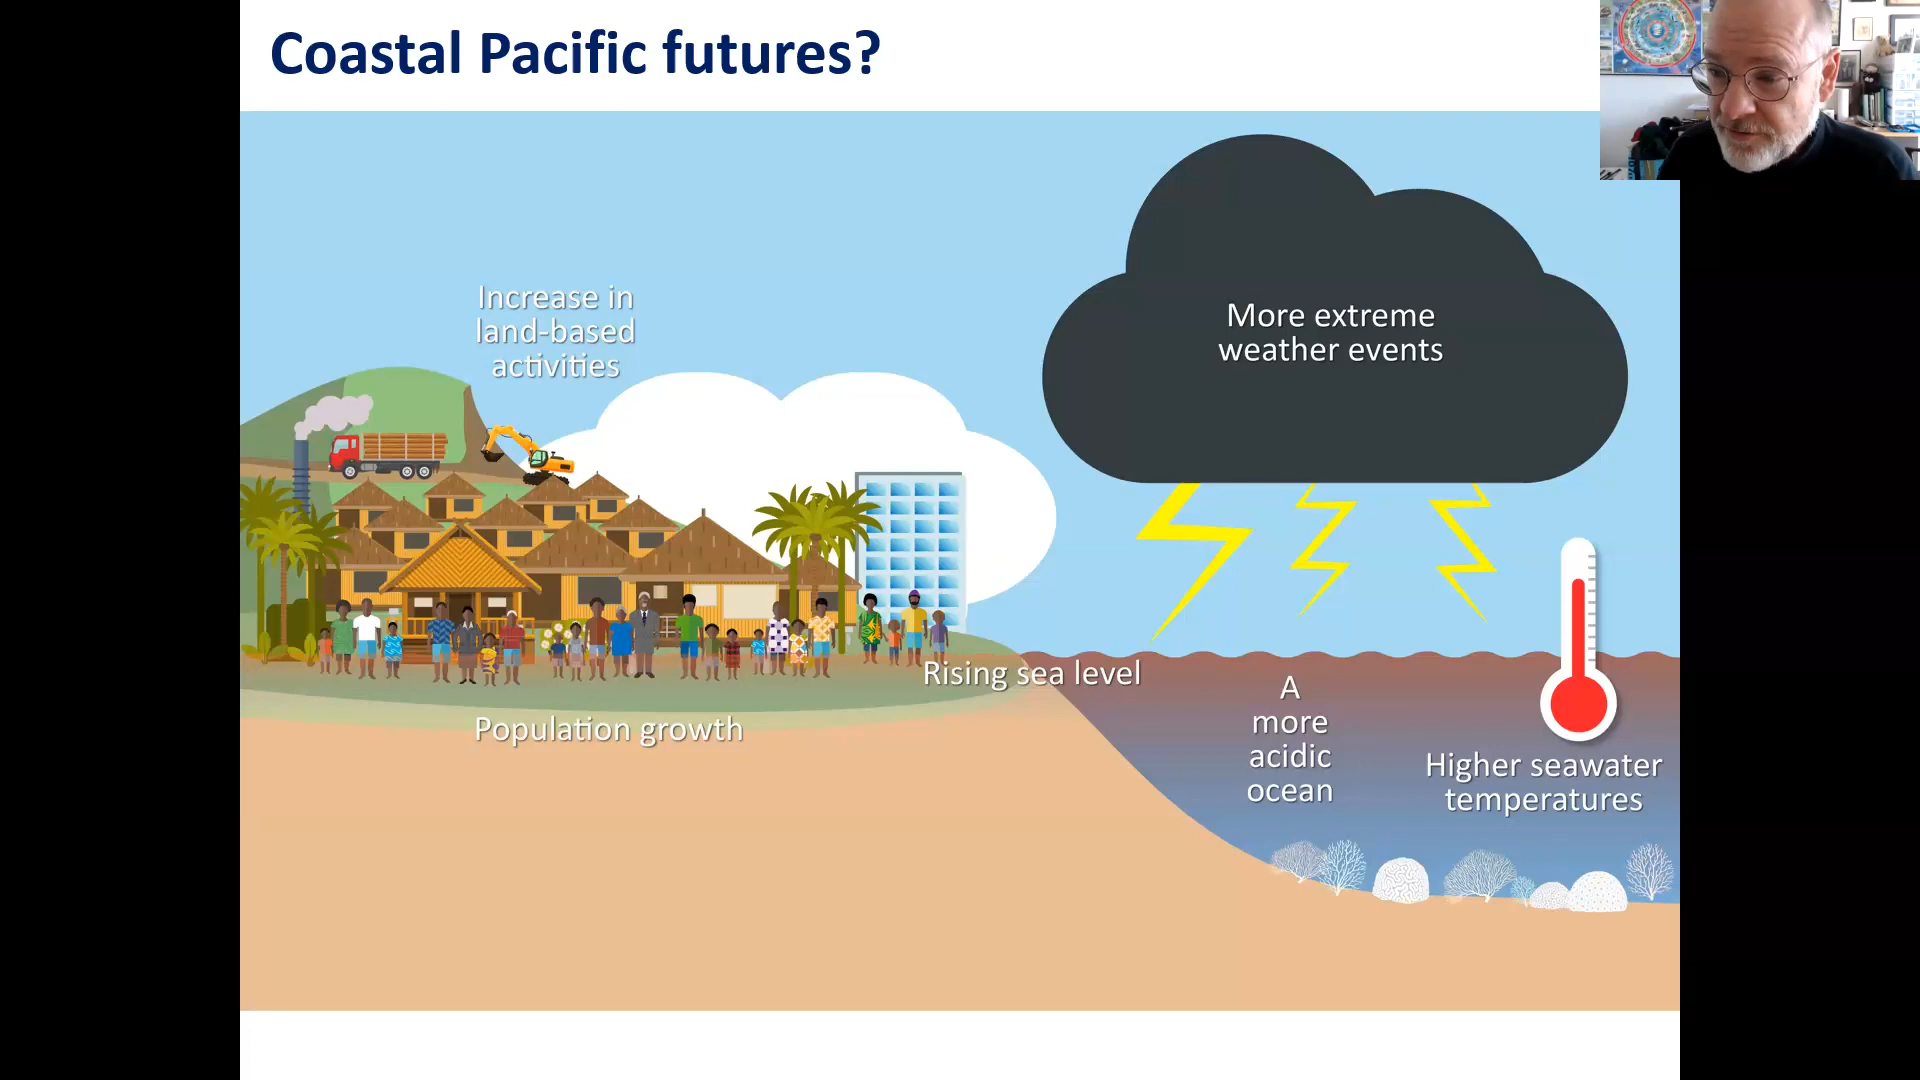 Coastal Pacific futures?
Increase in
land-based
activities
More extreme
weather events
Rising sea level
Population growth
A
more
acidic
ocean
Higher seawater
temperatures